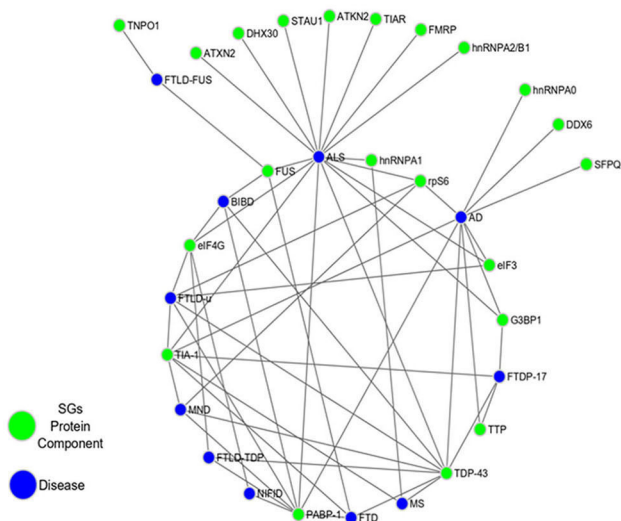 STAU1
ATKN2
TIAR
TNPO1
DHX30
FMRP
ATXN2
hnRNPA2/B1
FTLD-FUS
hnRNPA0
DDX6
ALS
hnRNPA1
SFPQ
FUS
rpS6
BIBD
AD
eIF4G
eIF3
FTLD-u
G3BP1
TIA-1
FTDP-17
MND
SGs
Protein
Component
TTP
FTLD-TDP
TDP-43
Disease
NIFID
MS
PABP-1
FTD